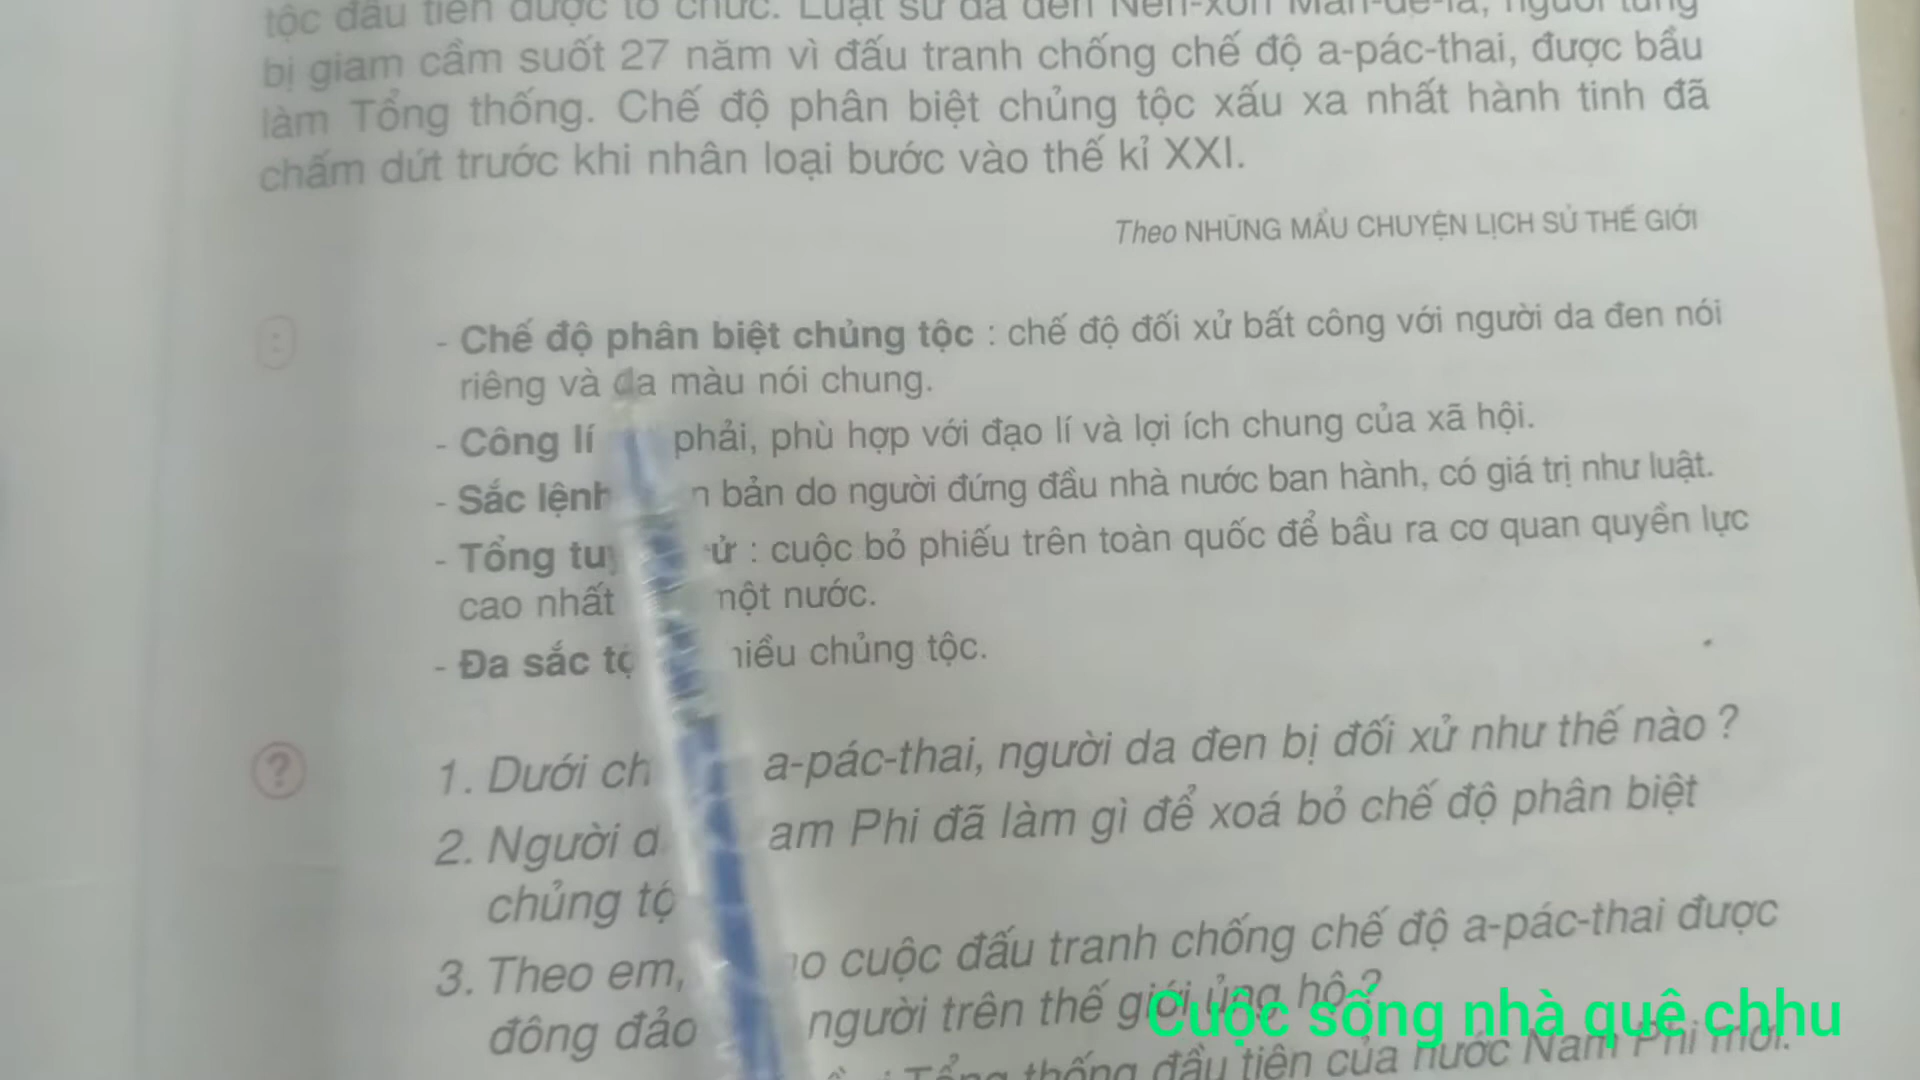 tộc đầu tiên được tổ chức. Luật sư da đen Nen-xơn Man-đê-la, người từng
bị giam cầm suốt 27 năm vì đấu tranh chống chế độ a-pác-thai, được bầu
làm Tổng thống. Chế độ phân biệt chủng tộc xấu xa nhất hành tinh đã
chấm dứt trước khi nhân loại bước vào thế kỉ XXI.
Theo NHỮNG MẨU CHUYỆN LỊCH SỬ THẾ GIỚI
- Chế độ phân biệt chủng tộc : chế độ đối xử bất công với người da đen nói
riêng và da màu nói chung.
- Công lí phải, phù hợp với đạo lí và lợi ích chung của xã hội.
- Sắc lệnh bản do người đứng đầu nhà nước ban hành, có giá trị như luật.
- Tổng : cuộc bỏ phiếu trên toàn quốc để bầu ra cơ quan quyền lực
cao nhất một nước.
- Đa sắc chủng tộc.
?
1. Dưới a-pác-thai, người da đen bị đối xử như thế nào ?
2. Người Phi đã làm gì để xoá bỏ chế độ phân biệt
chủng
3. Theo em, cuộc đấu tranh chống chế độ a-pác-thai được
đông đảo người trên thế giới ủng hộ ?
Tổng thống đầu tiên của nước Nam Phi mới.
Cuộc sống nhà quê chhu